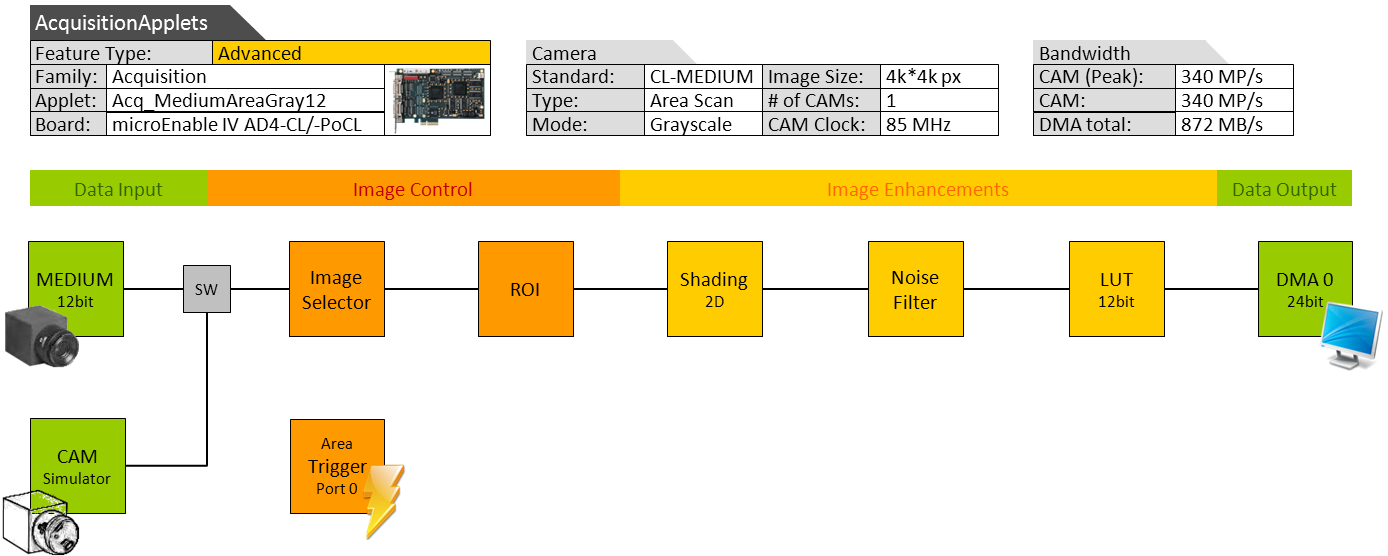 AcquisitionApplets
Feature Type: Advanced
Family: Acquisition
Applet: Acq_MediumAreaGray12
Board: microEnable IV AD4-CL/-PoCL
Camera
Standard: CL-MEDIUM Image Size: 4k*4k px
Type: Area Scan # of CAMs: 1
Mode: Grayscale CAM Clock: 85 MHz
Bandwidth
CAM (Peak): 340 MP/s
CAM: 340 MP/s
DMA total: 872 MB/s
Data Input Image Control Image Enhancements Data Output
MEDIUM
12bit
SW
Image
Selector
ROI
Shading
2D
Noise
Filter
LUT
12bit
DMA 0
24bit
CAM
Simulator
Area
Trigger
Port 0